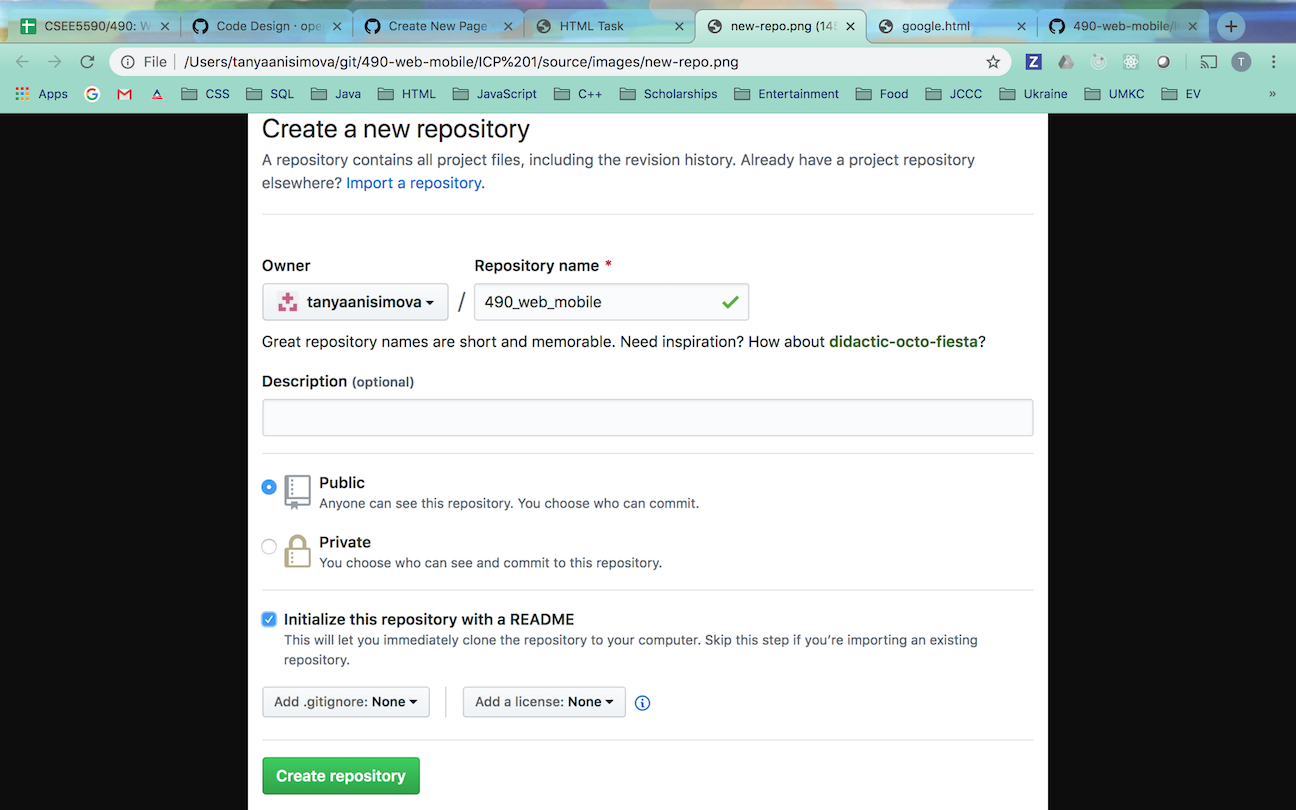 CSEE5590/490: W
Code Design · ope
Create New Page
HTML Task
new-repo.png (145
google.html
490-web-mobile/
File
/Users/tanyaanisimova/git/490-web-mobile/ICP%201/source/images/new-repo.png
Z
T
Apps
CSS
SQL
Java
HTML
JavaScript
C++
Scholarships
Entertainment
Food
JCCC
Ukraine
UMKC
EV
»
Create a new repository
A repository contains all project files, including the revision history. Already have a project repository
elsewhere? Import a repository.
Owner
Repository name *
tanyaanisimova
/
490_web_mobile
Great repository names are short and memorable. Need inspiration? How about didactic-octo-fiesta?
Description (optional)
Public
Anyone can see this repository. You choose who can commit.
Private
You choose who can see and commit to this repository.
Initialize this repository with a README
This will let you immediately clone the repository to your computer. Skip this step if you're importing an existing
repository.
Add .gitignore: None
Add a license: None
Create repository